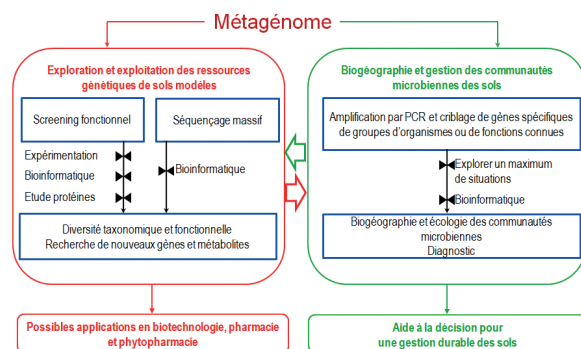 Métagénome
Exploration et exploitation des ressources
génétiques de sols modèles
Screening fonctionnel
Séquençage massif
Expérimentation
Bioinformatique
Etude protéines
Bioinformatique
Diversité taxonomique et fonctionnelle
Recherche de nouveaux gènes et métabolites
Possibles applications en biotechnologie, pharmacie
et phytopharmacie
Biogéographie et gestion des communautés
microbiennes des sols
Amplification par PCR et criblage de gènes spécifiques
de groupes d'organismes ou de fonctions connues
Explorer un maximum
de situations
Bioinformatique
Biogéographie et écologie des communautés
microbiennes
Diagnostic
Aide à la décision pour
une gestion durable des sols